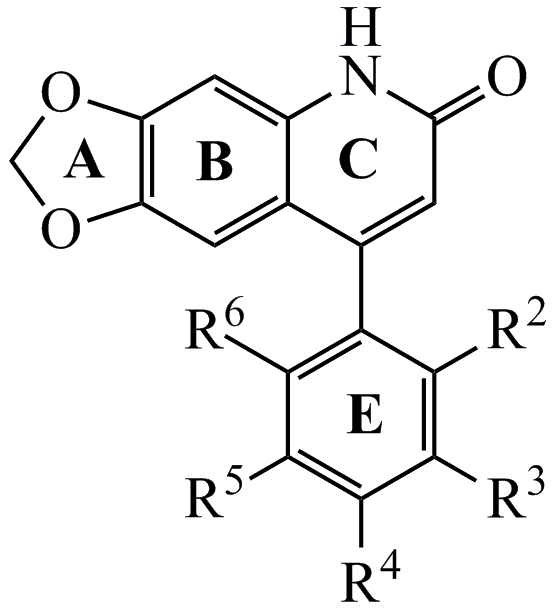 H
O N O
A B C
O
R⁶ R²
E
R⁵ R³
R⁴